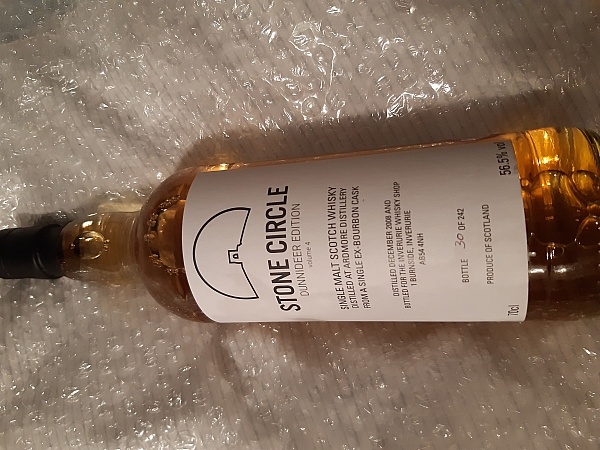 STONE CIRCLE
DUNNIDEER EDITION
volume 4
SINGLE MALT SCOTCH WHISKY
DISTILLED AT ARDMORE DISTILLERY
FROM A SINGLE EX-BOURBON CASK
DISTILLED DECEMBER 2008 AND
BOTTLED FOR THE INVERURIE WHISKY SHOP
1 BURNSIDE, INVERURIE
AB54 4NH
BOTTLE 30 OF 242
PRODUCE OF SCOTLAND
70cl 56.5% vol